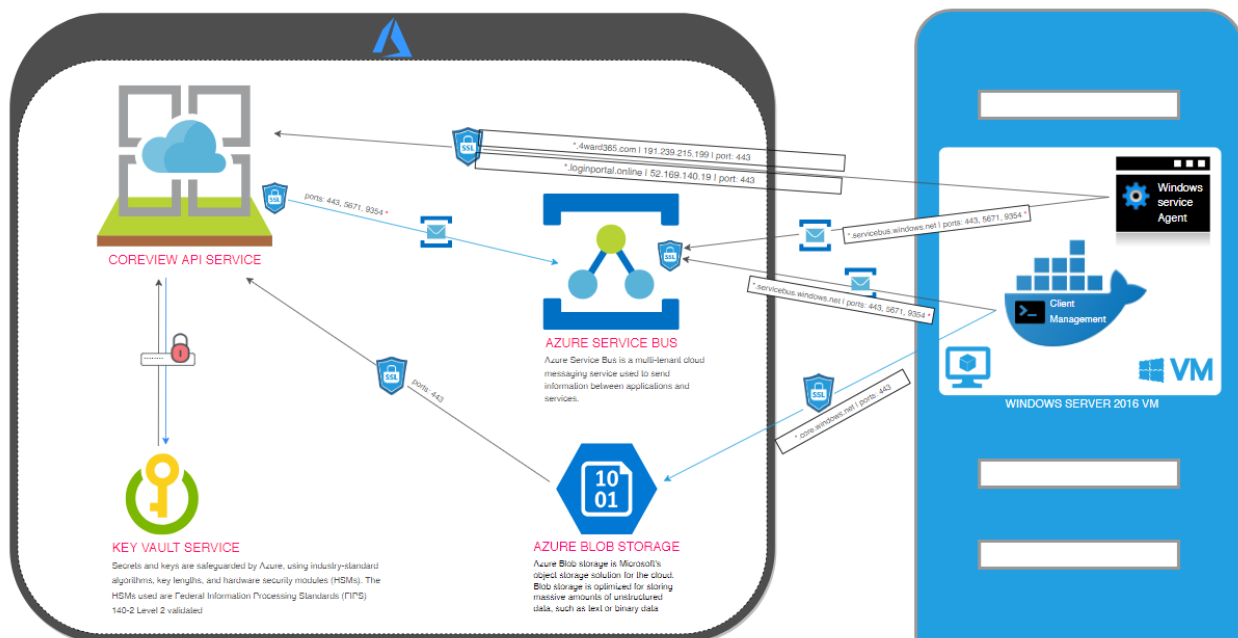 *.4ward365.com | 191.239.215.199 | port: 443
*.loginportal.online | 52.169.140.19 | port: 443
SSL
SSL
ports: 443, 5671, 9354 *
COREVIEW API SERVICE
*.servicebus.windows.net | ports: 443, 5671, 9354 *
SSL
*.servicebus.windows.net | ports: 443, 5671, 9354 *
Windows
service
Agent
Client
Management
VM
WINDOWS SERVER 2016 VM
AZURE SERVICE BUS
Azure Service Bus is a multi-tenant cloud
messaging service used to send
information between applications and
services.
SSL
ports: 443
SSL
*.core.windows.net | ports: 443
10
01
KEY VAULT SERVICE
Secrets and keys are safeguarded by Azure, using industry-standard
algorithms, key lengths, and hardware security modules (HSMs). The
HSMs used are Federal Information Processing Standards (FIPS)
140-2 Level 2 validated
AZURE BLOB STORAGE
Azure Blob storage is Microsoft's
object storage solution for the cloud.
Blob storage is optimized for storing
massive amounts of unstructured
data, such as text or binary data